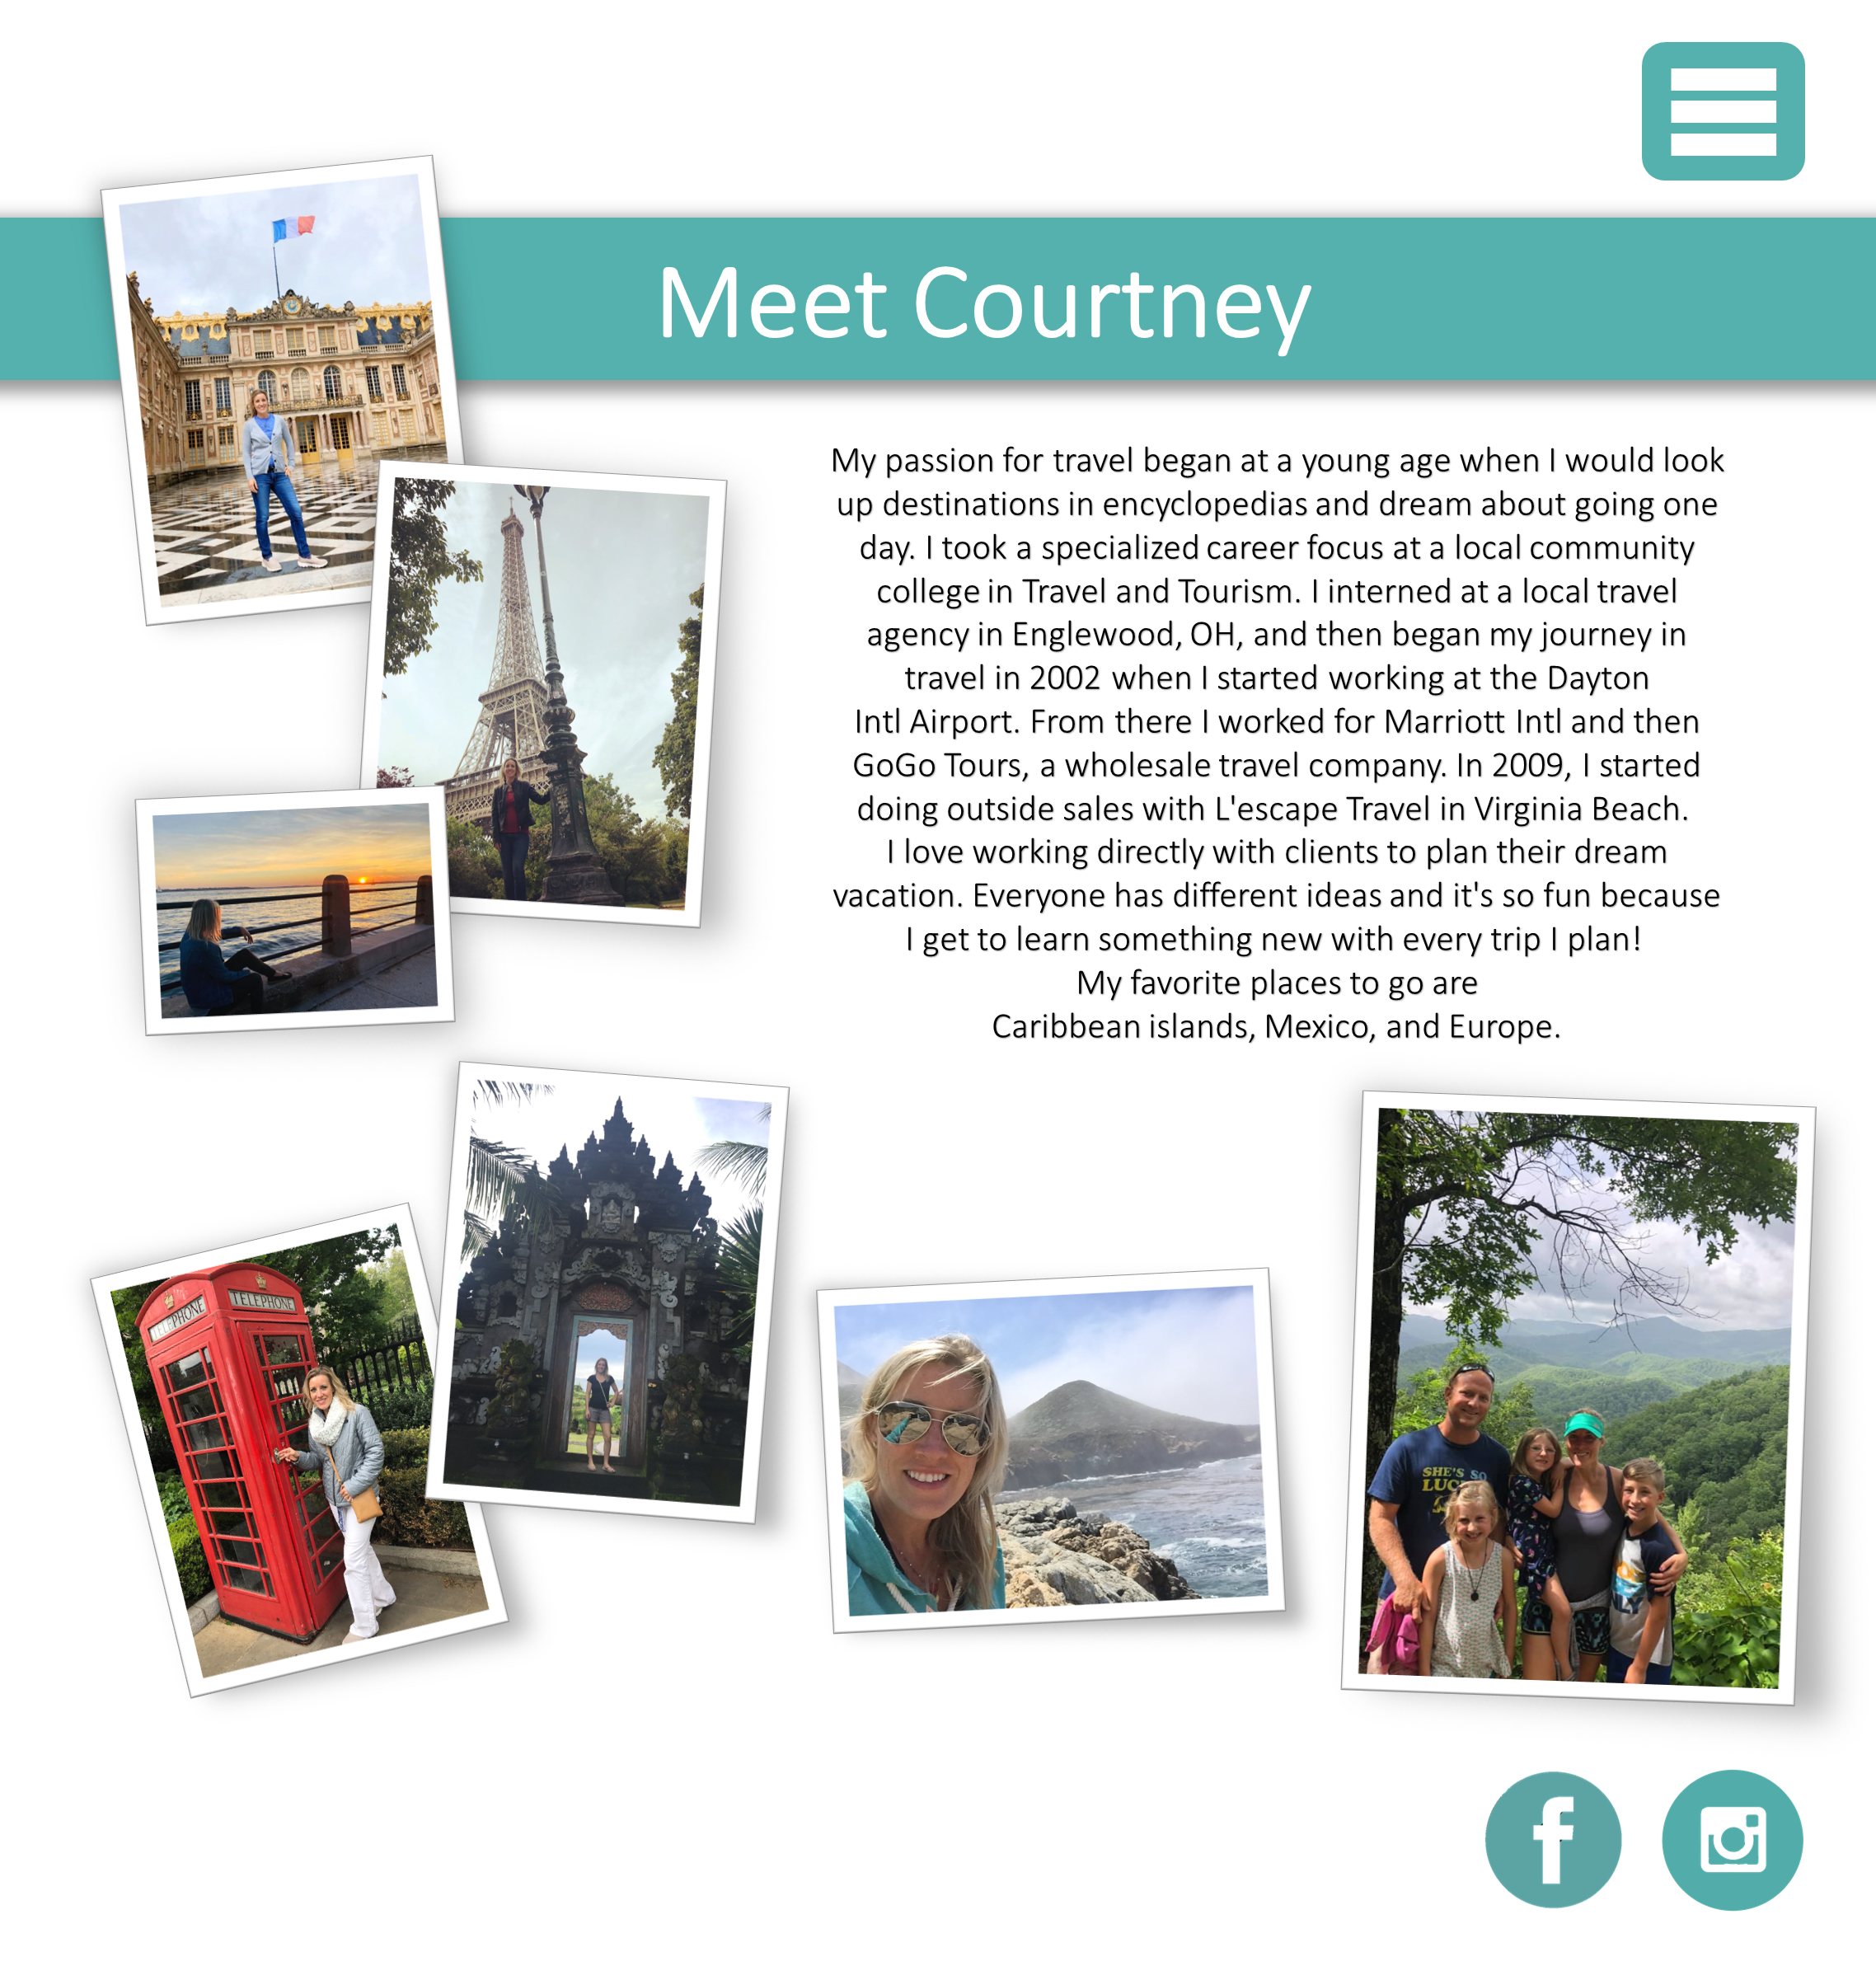 Meet Courtney
My passion for travel began at a young age when I would look
up destinations in encyclopedias and dream about going one
day. I took a specialized career focus at a local community
college in Travel and Tourism. I interned at a local travel
agency in Englewood, OH, and then began my journey in
travel in 2002 when I started working at the Dayton
Intl Airport. From there I worked for Marriott Intl and then
GoGo Tours, a wholesale travel company. In 2009, I started
doing outside sales with L'escape Travel in Virginia Beach.
I love working directly with clients to plan their dream
vacation. Everyone has different ideas and it's so fun because
I get to learn something new with every trip I plan!
My favorite places to go are
Caribbean islands, Mexico, and Europe.
TELEPHONE TELEPHONE
SHE'S SO
f